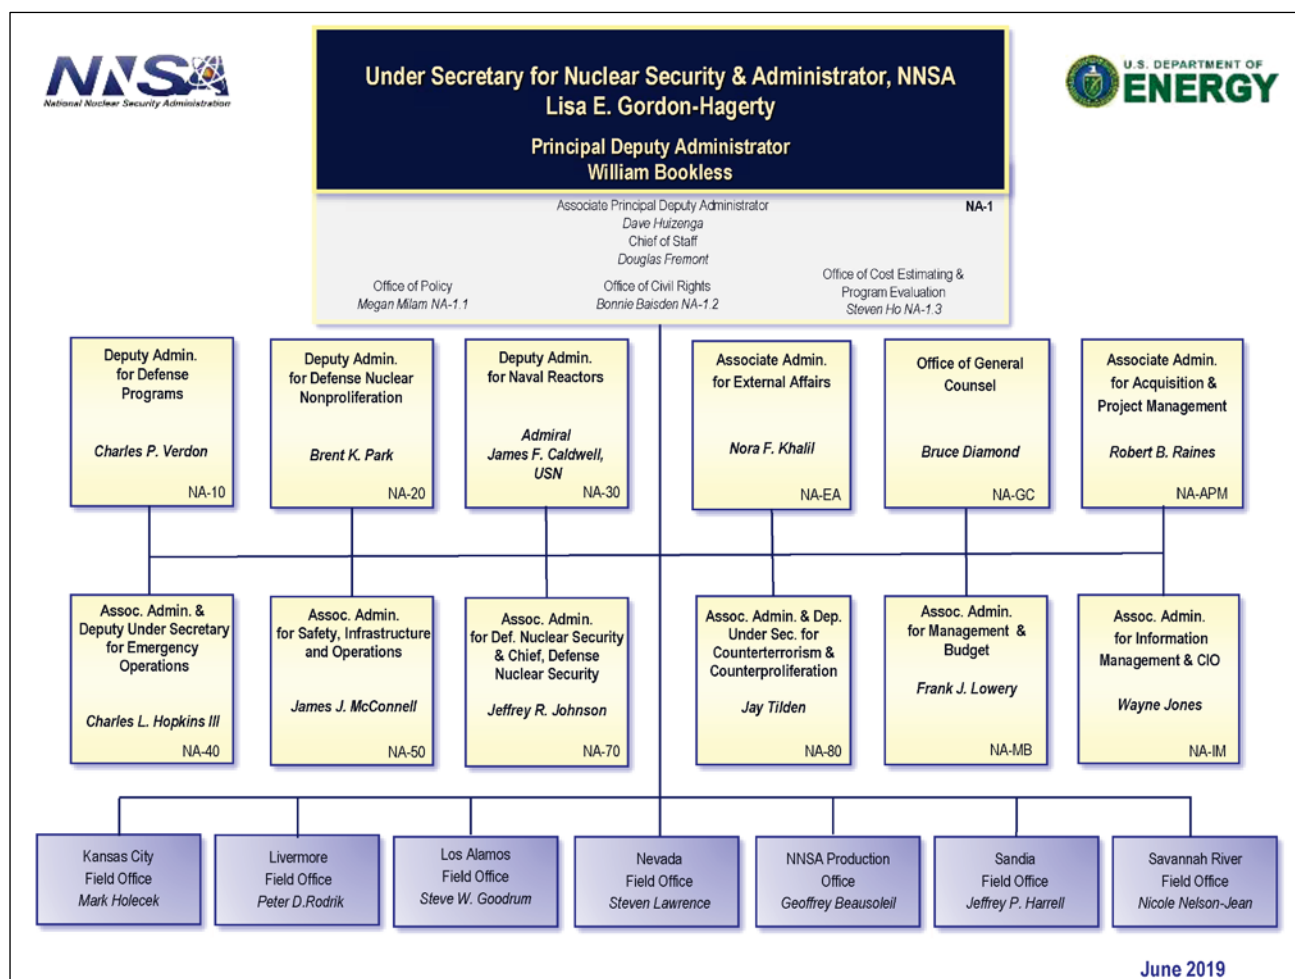 NNSA
National Nuclear Security Administration
Under Secretary for Nuclear Security & Administrator, NNSA
Lisa E. Gordon-Hagerty
Principal Deputy Administrator
William Bookless
U.S. DEPARTMENT OF
ENERGY
Associate Principal Deputy Administrator
NA-1
Dave Huizenga
Chief of Staff
Douglas Fremont
Office of Policy
Megan Milam NA-1.1
Office of Civil Rights
Bonnie Baisden NA-1.2
Office of Cost Estimating &
Program Evaluation
Steven Ho NA-1.3
Deputy Admin.
for Defense
Programs
Charles P. Verdon
NA-10
Deputy Admin.
for Defense Nuclear
Nonproliferation
Brent K. Park
NA-20
Deputy Admin.
for Naval Reactors
Admiral
James F. Caldwell,
USN
NA-30
Associate Admin.
for External Affairs
Nora F. Khalil
NA-EA
Office of General
Counsel
Bruce Diamond
NA-GC
Associate Admin.
for Acquisition &
Project Management
Robert B. Raines
NA-APM
Assoc. Admin. &
Deputy Under Secretary
for Emergency
Operations
Charles L. Hopkins III
NA-40
Assoc. Admin.
for Safety, Infrastructure
and Operations
James J. McConnell
NA-50
Assoc. Admin.
for Def. Nuclear Security
& Chief, Defense
Nuclear Security
Jeffrey R. Johnson
NA-70
Assoc. Admin. & Dep.
Under Sec. for
Counterterrorism &
Counterproliferation
Jay Tilden
NA-80
Assoc. Admin.
for Management &
Budget
Frank J. Lowery
NA-MB
Assoc. Admin.
for Information
Management & CIO
Wayne Jones
NA-IM
Kansas City
Field Office
Mark Holecek
Livermore
Field Office
Peter D.Rodrik
Los Alamos
Field Office
Steve W. Goodrum
Nevada
Field Office
Steven Lawrence
NNSA Production
Office
Geoffrey Beausoleil
Sandia
Field Office
Jeffrey P. Harrell
Savannah River
Field Office
Nicole Nelson-Jean
June 2019